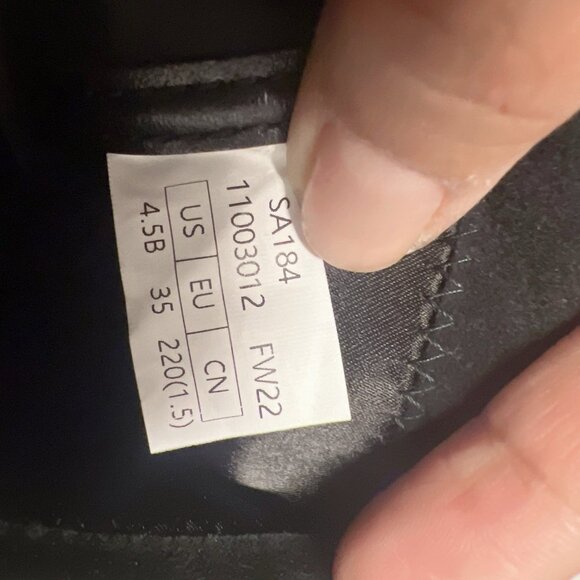 SA184
11003012 FW22
US EU CN
4.5B 35 220(1.5)